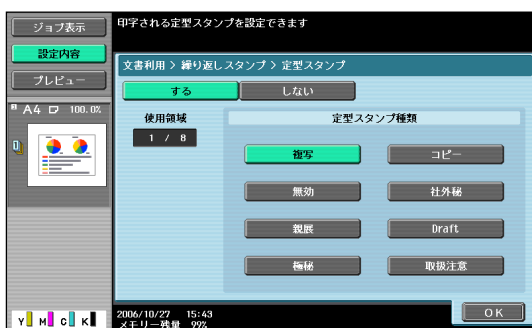 ジョブ表示
印字される定型スタンプを設定できます
設定内容
文書利用 > 繰り返しスタンプ > 定型スタンプ
プレビュー
する
しない
A4 100.0%
使用領域
定型スタンプ種類
1 / 8
複写
コピー
無効
社外秘
親展
Draft
極秘
取扱注意
2006/10/27 15:43
メモリー残量 99%
OK
Y M C K